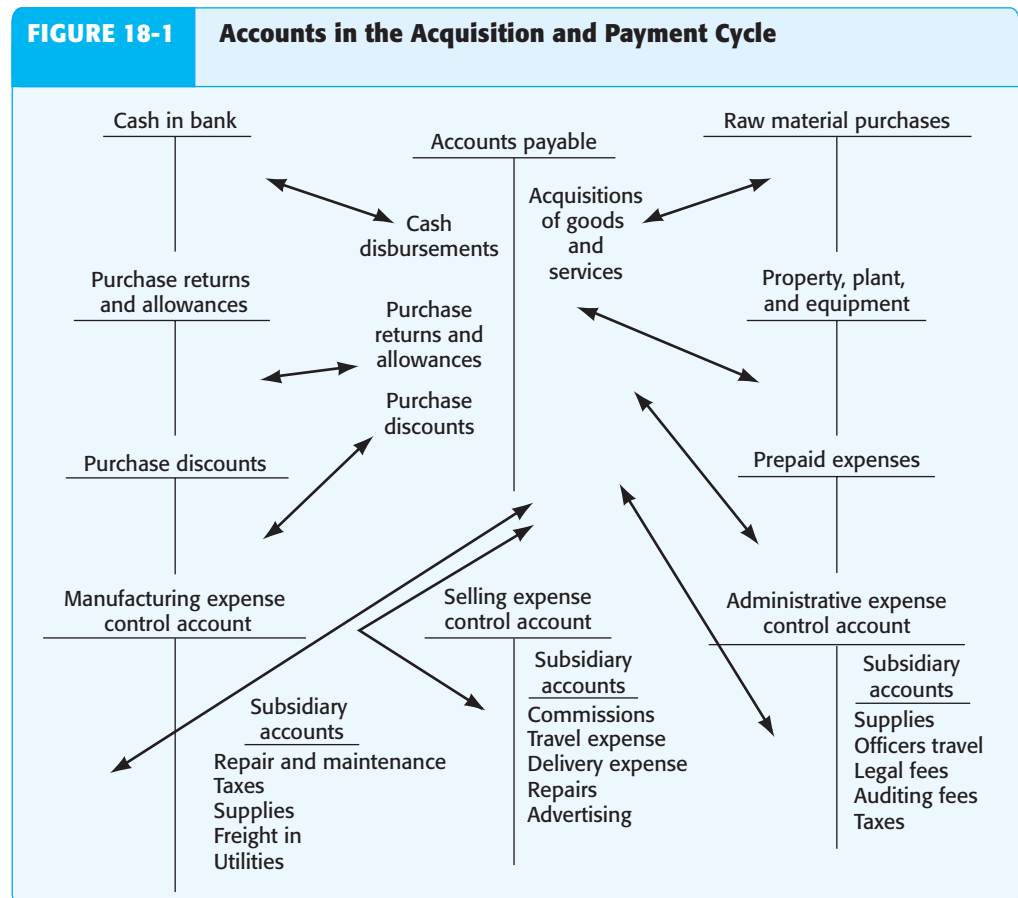 FIGURE 18-1 Accounts in the Acquisition and Payment Cycle
Cash in bank
Accounts payable
Raw material purchases
Cash
disbursements
Acquisitions
of goods
and
services
Purchase returns
and allowances
Purchase
returns and
allowances
Property, plant,
and equipment
Purchase
discounts
Purchase discounts
Prepaid expenses
Manufacturing expense
control account
Subsidiary
accounts
Repair and maintenance
Taxes
Supplies
Freight in
Utilities
Selling expense
control account
Subsidiary
accounts
Commissions
Travel expense
Delivery expense
Repairs
Advertising
Administrative expense
control account
Subsidiary
accounts
Supplies
Officers travel
Legal fees
Auditing fees
Taxes